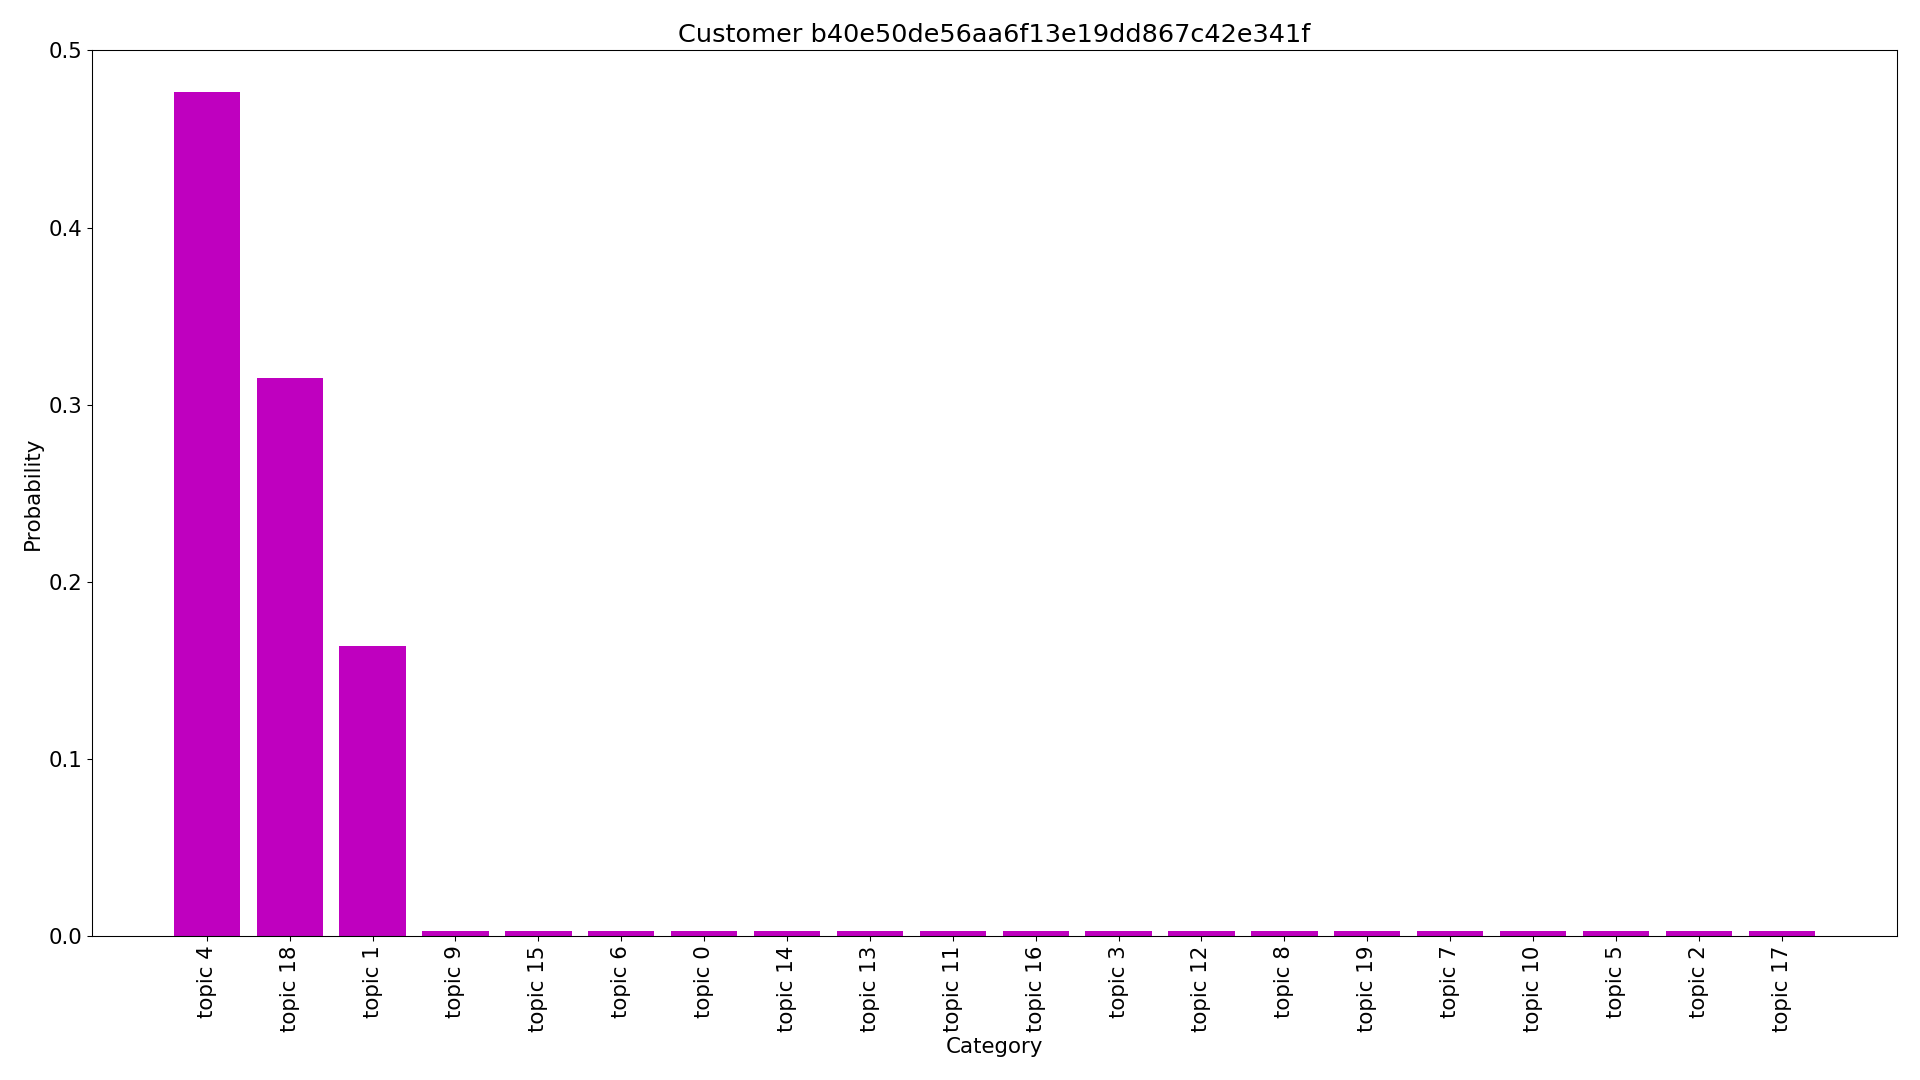 Customer b40e50de56aa6f13e19dd867c42e341f
0.5
0.4
0.3
0.2
0.1
0.0
Probability
topic 4
topic 18
topic 1
topic 9
topic 15
topic 6
topic 0
topic 14
topic 13
topic 11
topic 16
topic 3
topic 12
topic 8
topic 19
topic 7
topic 10
topic 5
topic 2
topic 17
Category